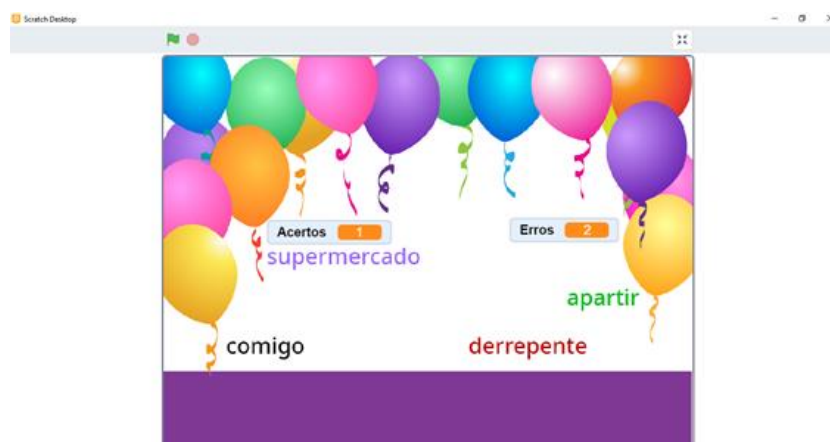 Scratch Desktop
Acertos 1
Erros 2
supermercado
apartir
comigo
derrepente